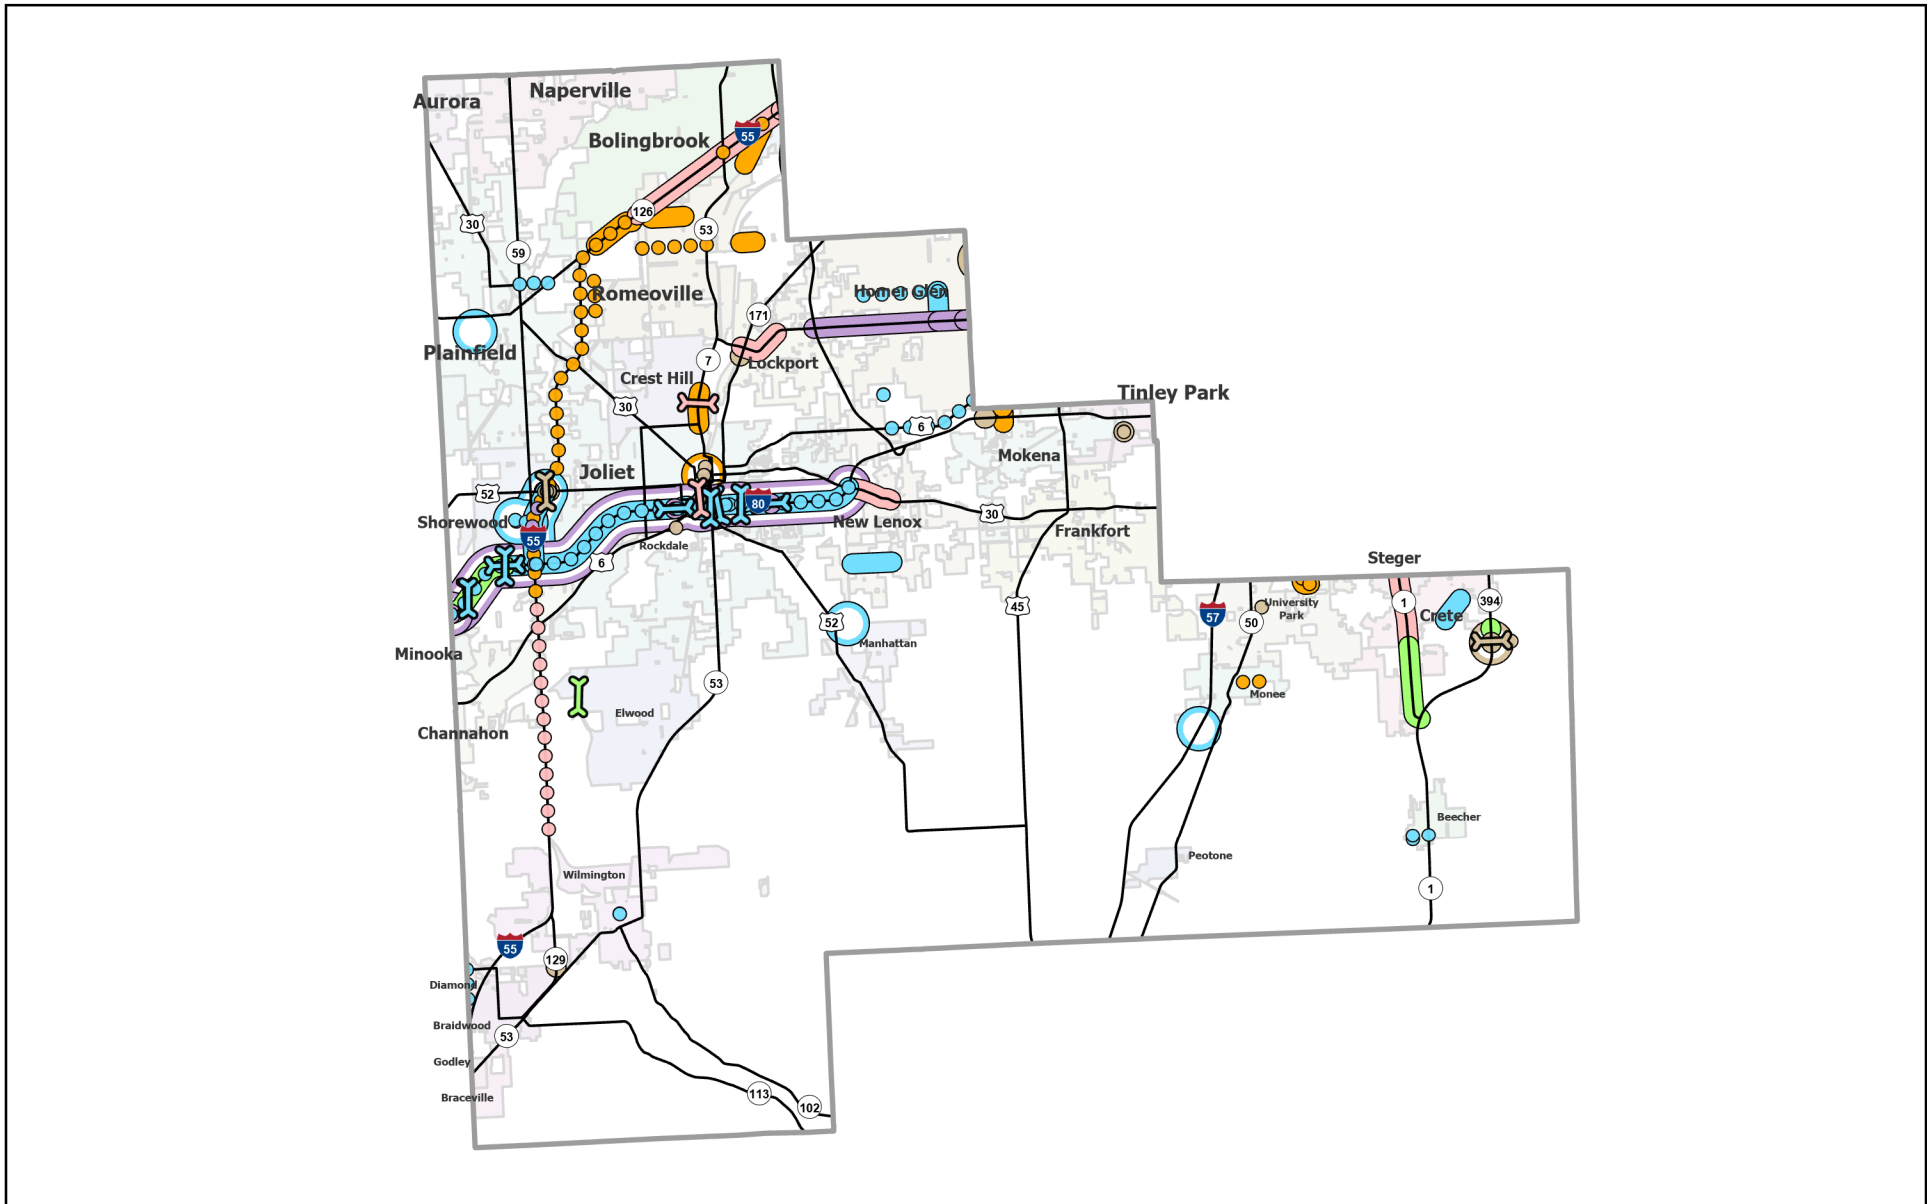 Naperville
Aurora
55
Bolingbrook
126
30
53
59
Homer Glen
Romeoville
171
Plainfield
7
Lockport
Crest Hill
Tinley Park
30
6
Mokena
Joliet
52
80
Shorewood
30
New Lenox
Frankfort
55
Rockdale
Steger
6
1
394
University
Park
45
57
Crete
50
52
Manhattan
Minooka
53
Monee
Elwood
Channahon
Beecher
Peotone
Wilmington
1
55
129
Diamond
Braidwood
53
Godley
113
Braceville
102